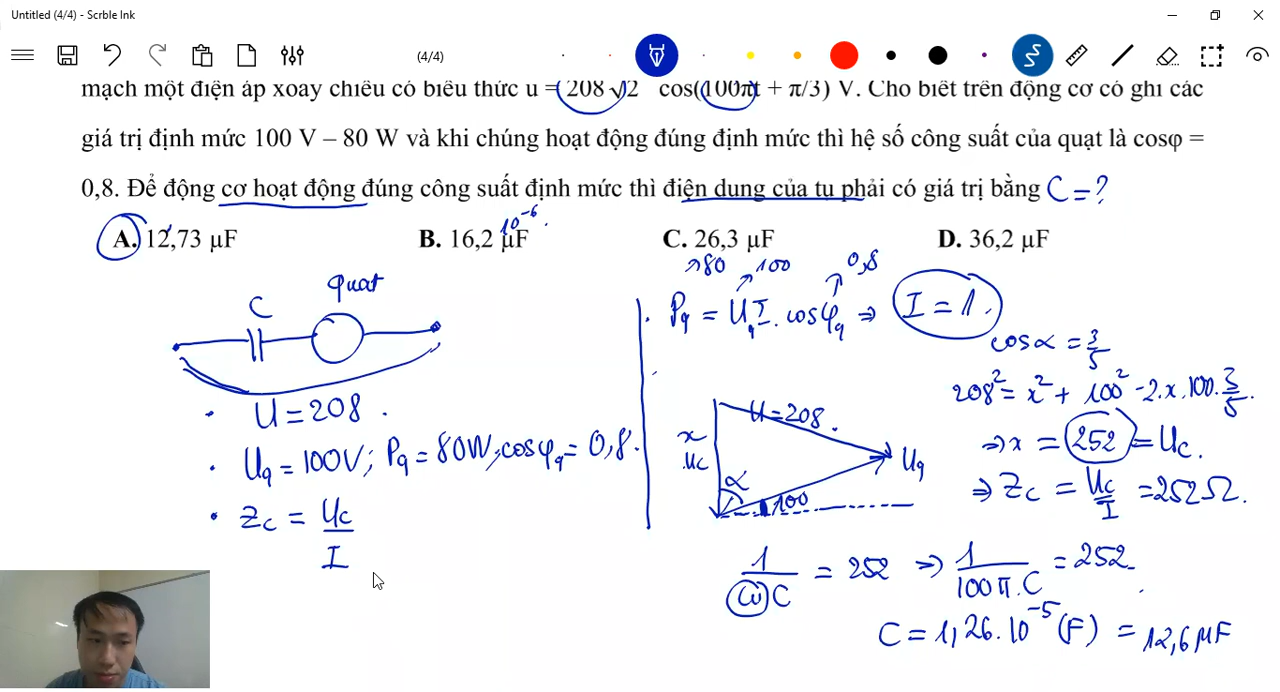 Untitled (4/4) - Scrble Ink
(4/4)
mạch một điện áp xoay chiều có biểu thức u = 208√2 cos(100πt + π/3) V. Cho biết trên động cơ có ghi các
giá trị định mức 100 V – 80 W và khi chúng hoạt động đúng định mức thì hệ số công suất của quạt là cosφ =
0,8. Để động cơ hoạt động đúng công suất định mức thì điện dung của tụ phải có giá trị bằng C = ?
A. 12,73 μF B. 16,2 μF C. 26,3 μF D. 36,2 μF
10⁻⁶
↗80 100 0,8
quạt
C
Pq = UqI. cosφq ⇒ I = 1.
cosα = 3/5
208² = x² + 100² - 2.x.100.3/5
U = 208.
U = 208.
x
Uc
α
100
Uq
⇒ x = 252 = Uc.
Uq = 100V; Pq = 80W; cosφq = 0,8.
⇒ Zc = Uc/I = 252Ω.
Zc = Uc/I
1/ωC = 252 ⇒ 1/100π.C = 252
C = 1,26.10⁻⁵ (F) = 12,6μF